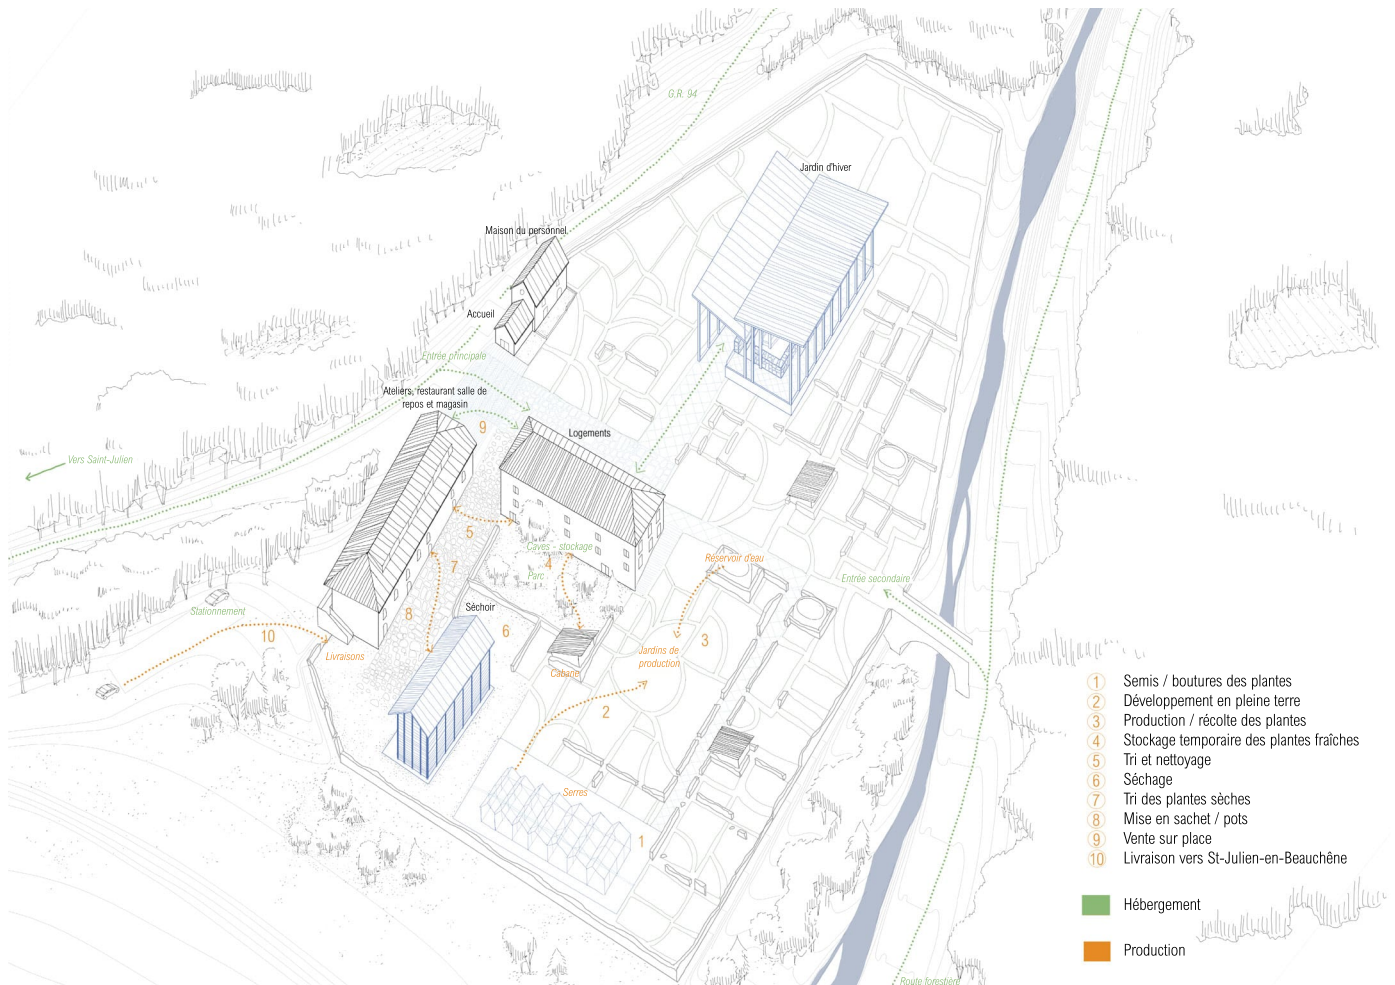 G.R. 94
Jardin d'hiver
Maison du personnel
Accueil
Entrée principale
Ateliers, restaurant salle de
repos et magasin
9
Logements
Vers Saint-Julien
5
Caves - stockage
4
Parc
7
Réservoir d'eau
Entrée secondaire
Stationnement
8
Séchoir
6
10
3
Livraisons
Jardins de
production
Cabane
2
Serres
1
1 Semis / boutures des plantes
2 Développement en pleine terre
3 Production / récolte des plantes
4 Stockage temporaire des plantes fraîches
5 Tri et nettoyage
6 Séchage
7 Tri des plantes sèches
8 Mise en sachet / pots
9 Vente sur place
10 Livraison vers St-Julien-en-Beauchêne
Hébergement
Production
Route forestière